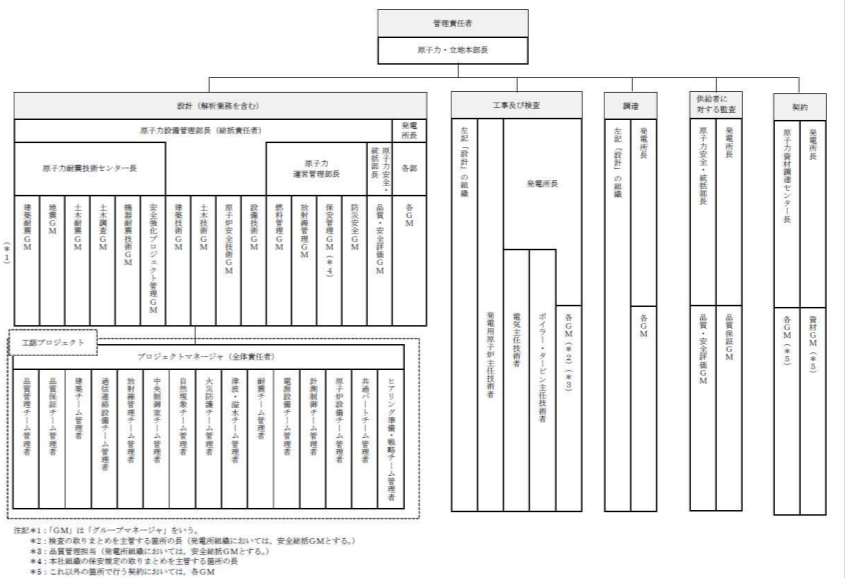 管理責任者
原子力・立地本部長
設計（解析業務を含む）
原子力設備管理部長（総括責任者）
発電所長
原子力耐震技術センター長
原子力
運営管理部長
原子力安全・統括部長
各部
建築耐震GM
地震GM
土木耐震GM
土木調査GM
機器耐震技術GM
安全強化プロジェクト管理GM
建築技術GM
土木技術GM
原子炉安全技術GM
設備技術GM
燃料管理GM
放射線管理GM
保安管理GM（＊4）
防災安全GM
品質・安全評価GM
各GM
（＊1）
工認プロジェクト
プロジェクトマネージャ（全体責任者）
品質管理チーム管理者
品質保証チーム管理者
建築チーム管理者
通信連絡設備チーム管理者
放射線管理チーム管理者
中央制御室チーム管理者
自然現象チーム管理者
火災防護チーム管理者
津波・溢水チーム管理者
耐震チーム管理者
電源設備チーム管理者
計測制御チーム管理者
原子炉設備チーム管理者
共通パートチーム管理者
ヒアリング準備・戦略チーム管理者
工事及び検査
左記「設計」の組織
発電用原子炉主任技術者
発電所長
電気主任技術者
ボイラー・タービン主任技術者
各GM（＊2）（＊3）
調達
左記「設計」の組織
発電所長
各GM
供給者に
対する監査
原子力安全・統括部長
発電所長
品質・安全評価GM
品質保証GM
契約
原子力資材調達センター長
発電所長
各GM（＊5）
資材GM（＊5）
注記＊1：「GM」は「グループマネージャ」をいう。
＊2：検査の取りまとめを主管する箇所の長（発電所組織においては，安全総括GMとする。）
＊3：品質管理担当（発電所組織においては，安全総括GMとする。）
＊4：本社組織の保安規定の取りまとめを主管する箇所の長
＊5：これ以外の箇所で行う契約においては，各GM